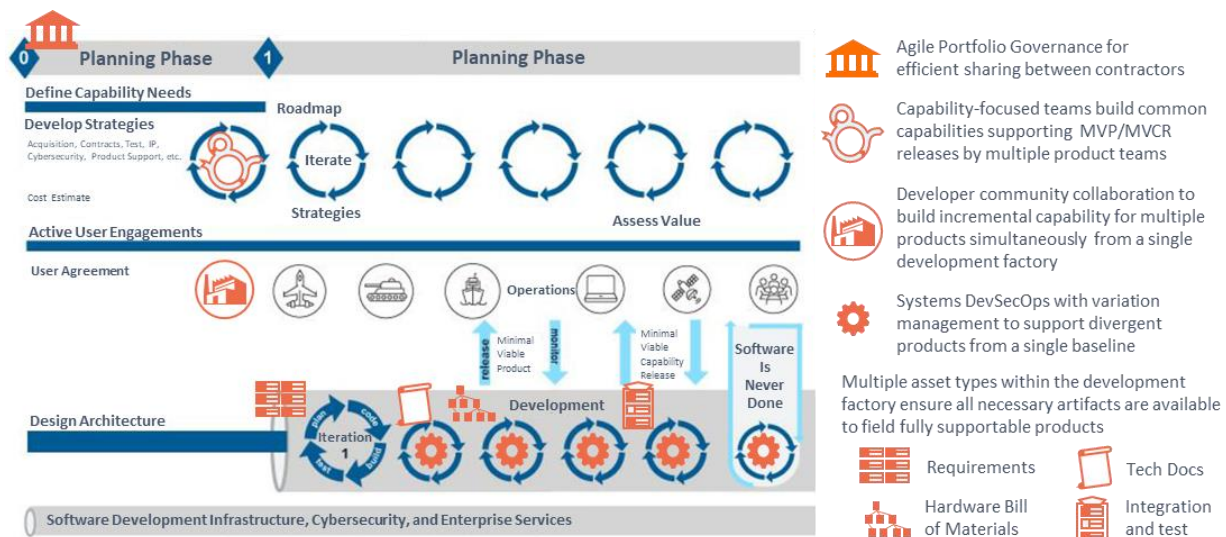 0
Planning Phase
1
Planning Phase
Define Capability Needs
Roadmap
Develop Strategies
Acquisition, Contracts, Test, IP,
Cybersecurity, Product Support, etc.
Iterate
Cost Estimate
Strategies
Assess Value
Active User Engagements
User Agreement
Operations
release
Minimal
Viable
Product
monitor
Minimal
Viable
Capability
Release
Software
Is
Never
Done
Design Architecture
Development
plan
code
build
test
Iteration
1
Software Development Infrastructure, Cybersecurity, and Enterprise Services
Agile Portfolio Governance for
efficient sharing between contractors
Capability-focused teams build common
capabilities supporting MVP/MVCR
releases by multiple product teams
Developer community collaboration to
build incremental capability for multiple
products simultaneously from a single
development factory
Systems DevSecOps with variation
management to support divergent
products from a single baseline
Multiple asset types within the development
factory ensure all necessary artifacts are available
to field fully supportable products
Requirements
Tech Docs
Hardware Bill
of Materials
Integration
and test